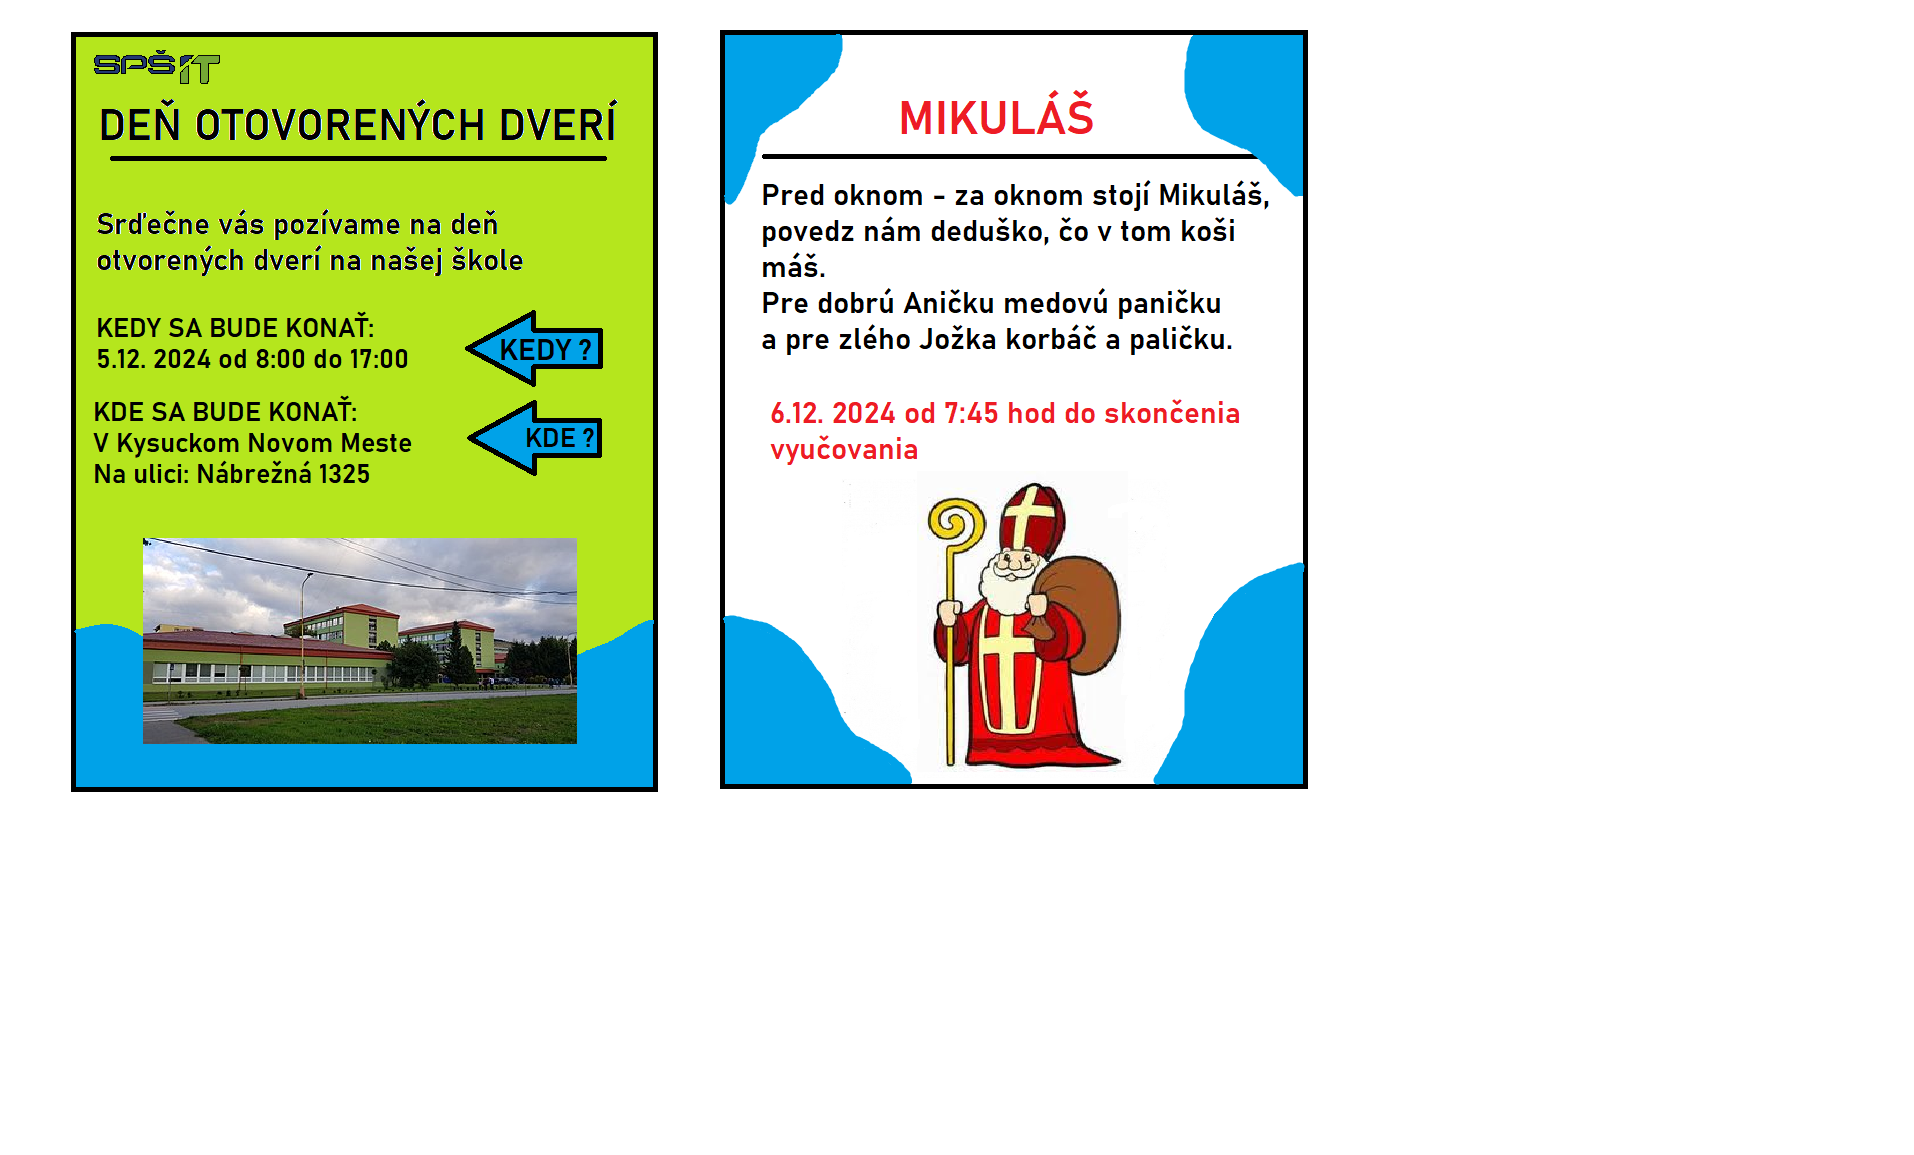 SPŠ IT
DEŇ OTOVORENÝCH DVERÍ
Srďečne vás pozívame na deň
otvorených dverí na našej škole
KEDY SA BUDE KONAŤ:
5.12. 2024 od 8:00 do 17:00
KEDY ?
KDE SA BUDE KONAŤ:
V Kysuckom Novom Meste
Na ulici: Nábrežná 1325
KDE ?
MIKULÁŠ
Pred oknom - za oknom stojí Mikuláš,
povedz nám deduško, čo v tom koši
máš.
Pre dobrú Aničku medovú paničku
a pre zlého Jožka korbáč a paličku.
6.12. 2024 od 7:45 hod do skončenia
vyučovania